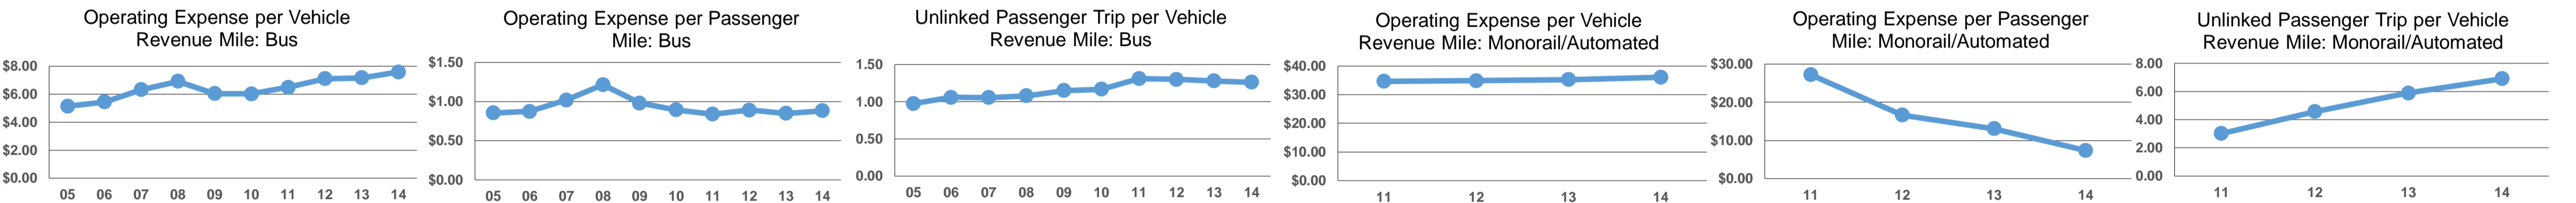 Operating Expense per Vehicle
Revenue Mile: Bus
$8.00
$6.00
$4.00
$2.00
$0.00
05 06 07 08 09 10 11 12 13 14
Operating Expense per Passenger
Mile: Bus
$1.50
$1.00
$0.50
$0.00
05 06 07 08 09 10 11 12 13 14
Unlinked Passenger Trip per Vehicle
Revenue Mile: Bus
1.50
1.00
0.50
0.00
05 06 07 08 09 10 11 12 13 14
Operating Expense per Vehicle
Revenue Mile: Monorail/Automated
$40.00
$30.00
$20.00
$10.00
$0.00
11 12 13 14
Operating Expense per Passenger
Mile: Monorail/Automated
$30.00
$20.00
$10.00
$0.00
11 12 13 14
Unlinked Passenger Trip per Vehicle
Revenue Mile: Monorail/Automated
8.00
6.00
4.00
2.00
0.00
11 12 13 14